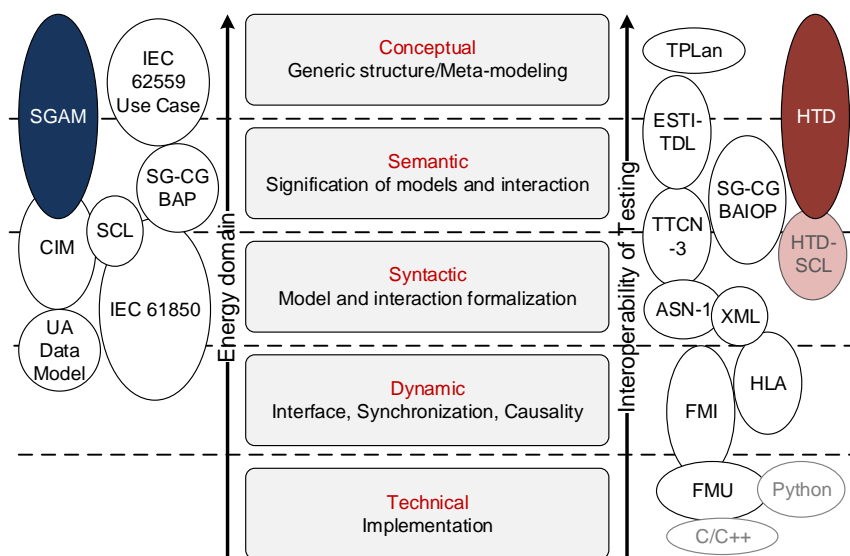 SGAM
IEC
62559
Use Case
SG-CG
BAP
SCL
CIM
IEC 61850
UA
Data
Model
Energy domain
Conceptual
Generic structure/Meta-modeling
Semantic
Signification of models and interaction
Syntactic
Model and interaction formalization
Dynamic
Interface, Synchronization, Causality
Technical
Implementation
Interoperability of Testing
TPLan
ESTI-
TDL
SG-CG
BAIOP
TTCN
-3
HTD
HTD-
SCL
ASN-1
XML
HLA
FMI
FMU
Python
C/C++